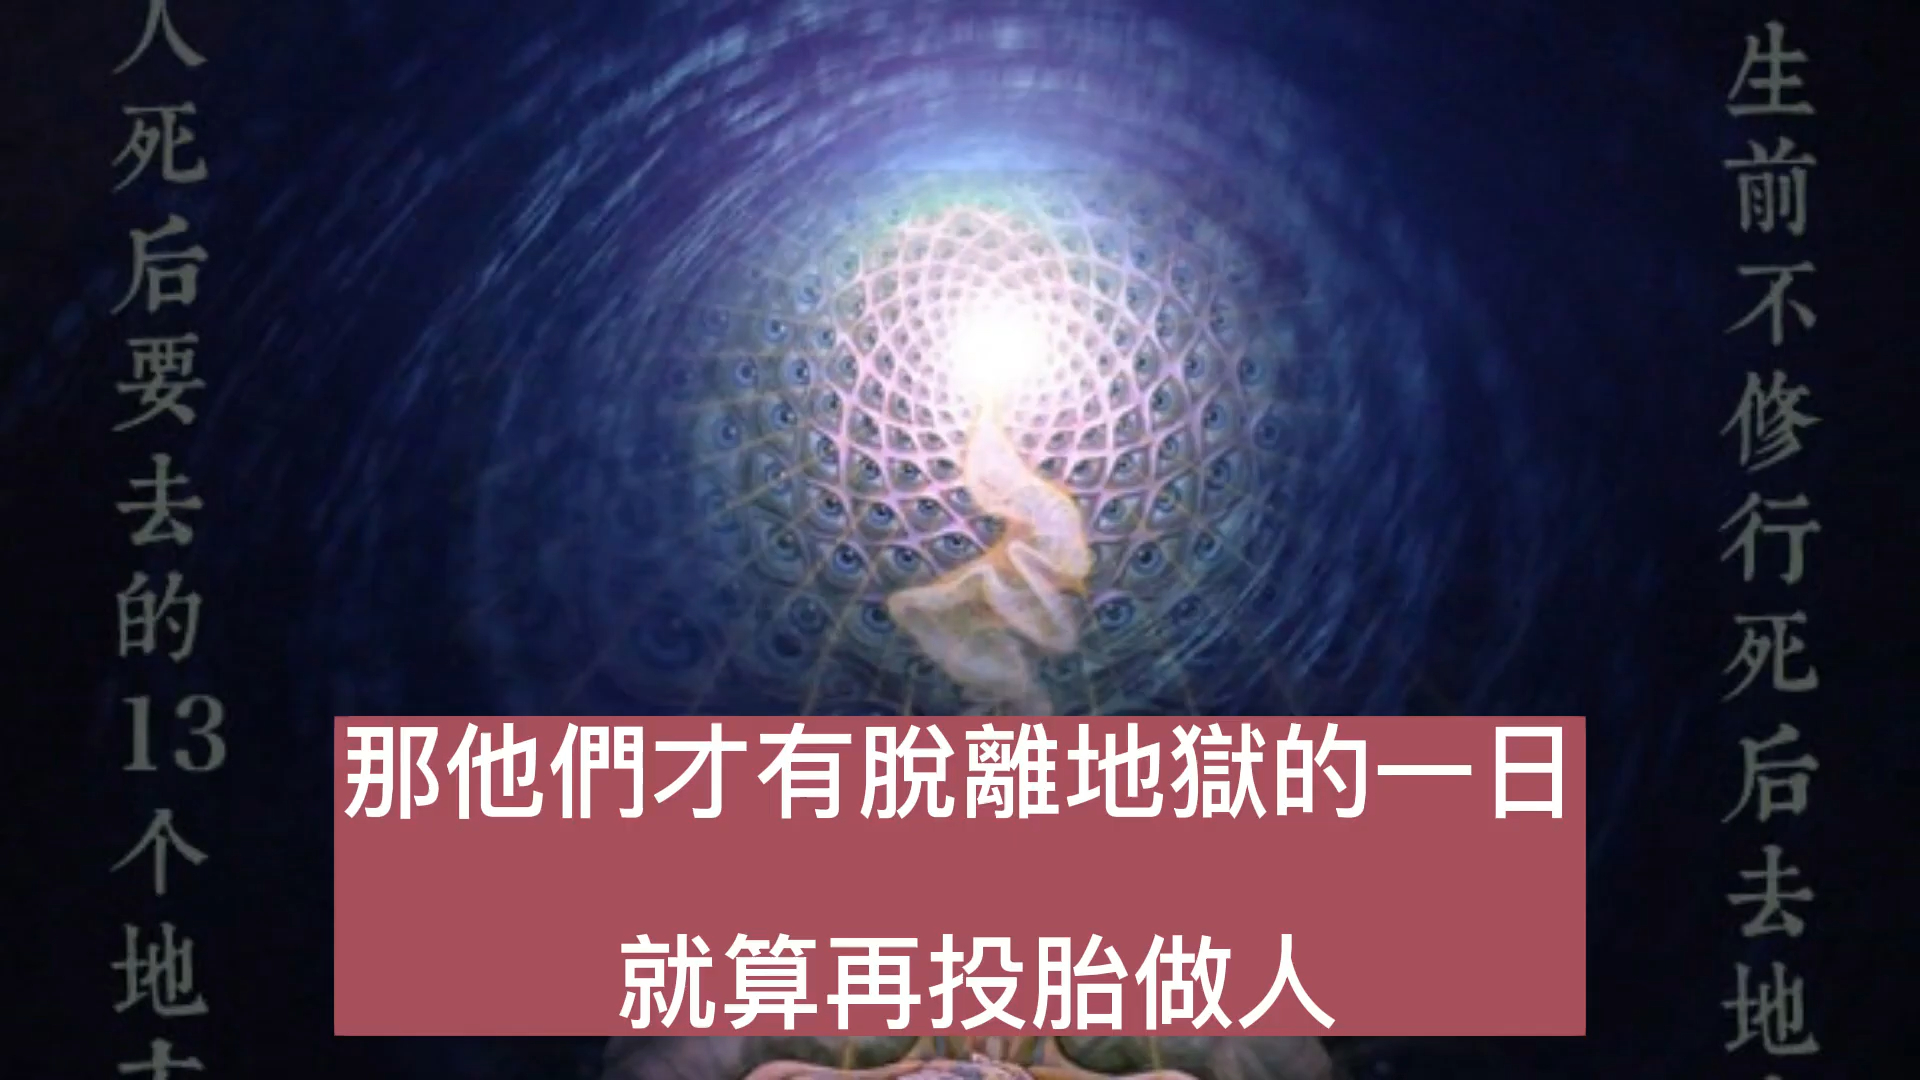 人死后要去的13个地
生前不修行死后去地
那他們才有脫離地獄的一日
就算再投胎做人